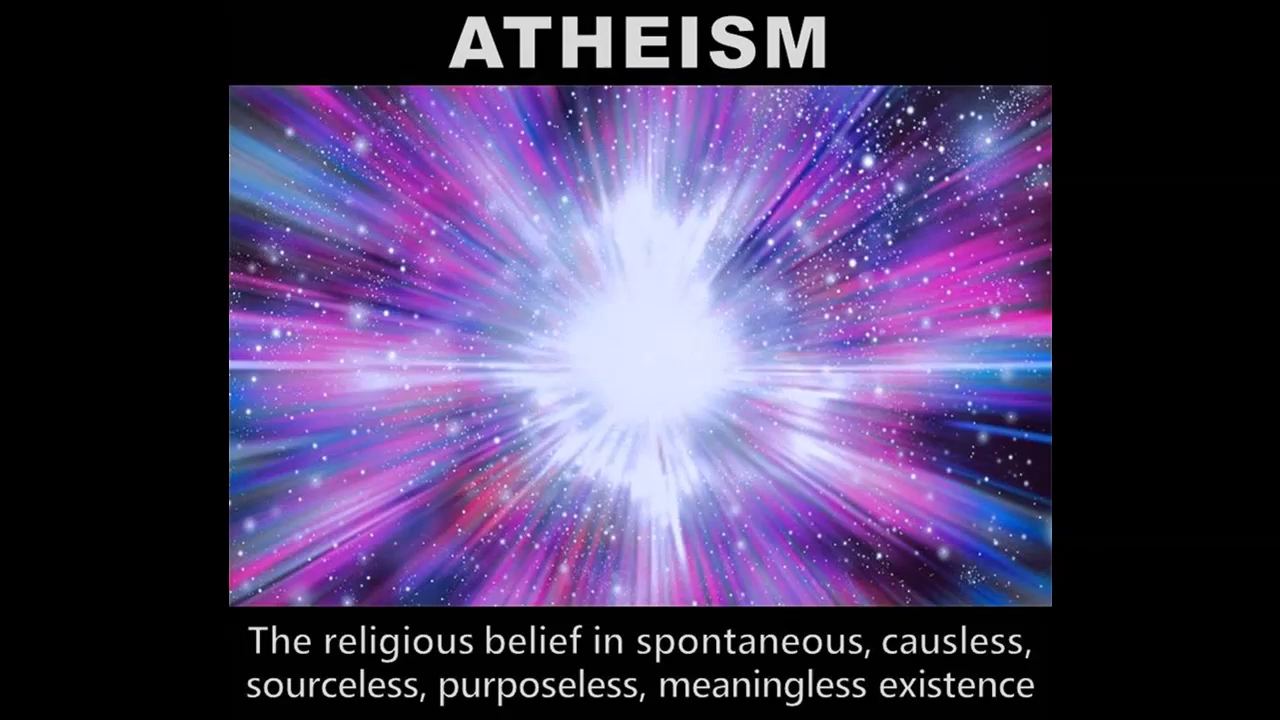 ATHEISM
The religious belief in spontaneous, causless,
sourceless, purposeless, meaningless existence